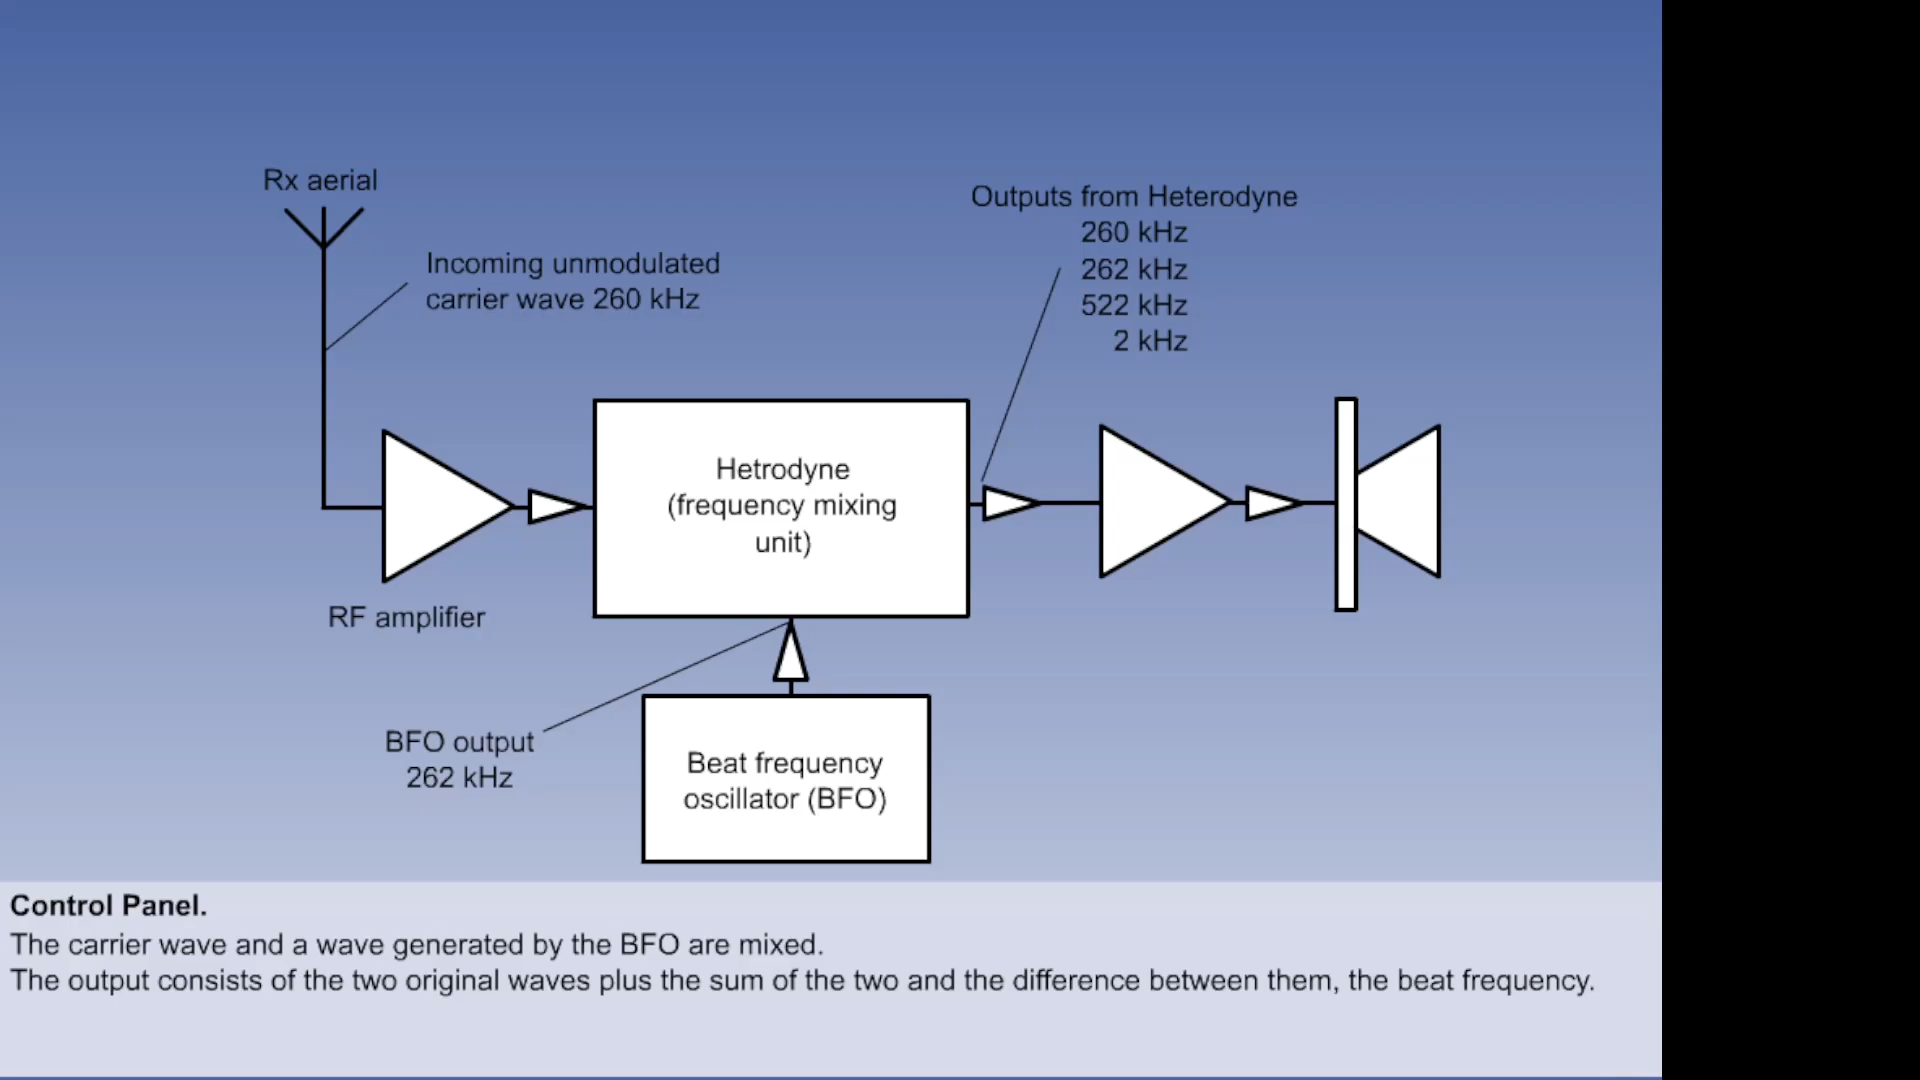 Rx aerial
Incoming unmodulated
carrier wave 260 kHz
Outputs from Heterodyne
260 kHz
262 kHz
522 kHz
2 kHz
Hetrodyne
(frequency mixing
unit)
RF amplifier
BFO output
262 kHz
Beat frequency
oscillator (BFO)
Control Panel.
The carrier wave and a wave generated by the BFO are mixed.
The output consists of the two original waves plus the sum of the two and the difference between them, the beat frequency.